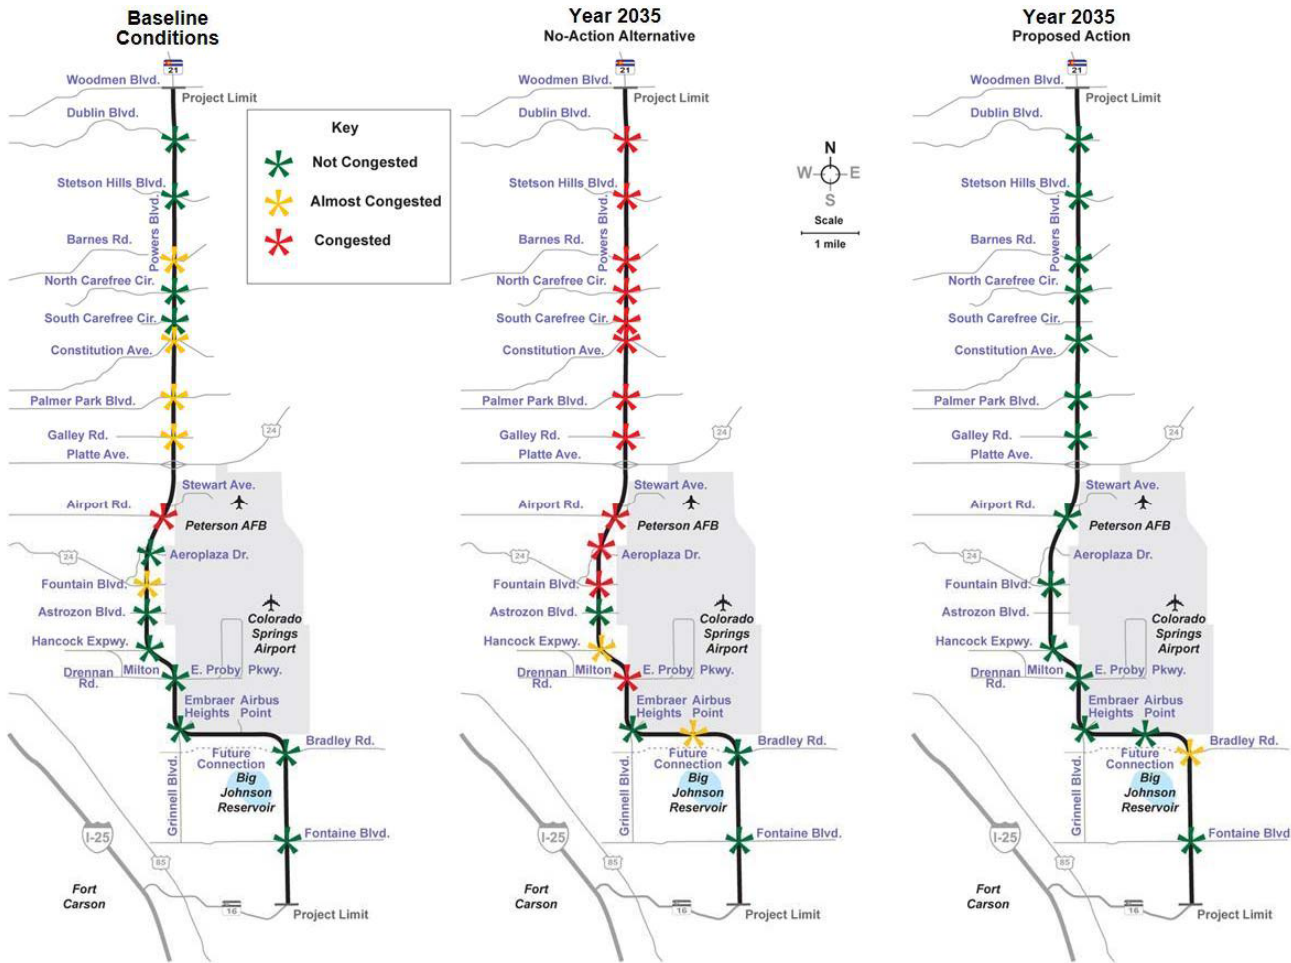 Baseline
Conditions
21
Woodmen Blvd.
Project Limit
Dublin Blvd.
Stetson Hills Blvd.
Powers Blvd.
Barnes Rd.
North Carefree Cir.
South Carefree Cir.
Constitution Ave.
Palmer Park Blvd.
Galley Rd.
24
Platte Ave.
Stewart Ave.
Airport Rd.
Peterson AFB
24
Aeroplaza Dr.
Fountain Blvd.
Astrozon Blvd.
Colorado
Springs
Airport
Hancock Expwy.
Drennan
Rd.
Milton
E. Proby Pkwy.
Embraer
Heights
Airbus
Point
Bradley Rd.
Future
Connection
Grinnell Blvd.
Big
Johnson
Reservoir
I-25
Fontaine Blvd.
85
Fort
Carson
16
Project Limit
Key
Not Congested
Almost Congested
Congested
Year 2035
No-Action Alternative
21
Woodmen Blvd.
Project Limit
Dublin Blvd.
Stetson Hills Blvd.
Powers Blvd.
Barnes Rd.
North Carefree Cir.
South Carefree Cir.
Constitution Ave.
Palmer Park Blvd.
Galley Rd.
24
Platte Ave.
Stewart Ave.
Airport Rd.
Peterson AFB
24
Aeroplaza Dr.
Fountain Blvd.
Astrozon Blvd.
Colorado
Springs
Airport
Hancock Expwy.
Drennan
Rd.
Milton
E. Proby Pkwy.
Embraer
Heights
Airbus
Point
Bradley Rd.
Future
Connection
Grinnell Blvd.
Big
Johnson
Reservoir
I-25
Fontaine Blvd.
85
Fort
Carson
16
Project Limit
N
W
E
S
Scale
1 mile
Year 2035
Proposed Action
21
Woodmen Blvd.
Project Limit
Dublin Blvd.
Stetson Hills Blvd.
Powers Blvd.
Barnes Rd.
North Carefree Cir.
South Carefree Cir.
Constitution Ave.
Palmer Park Blvd.
Galley Rd.
24
Platte Ave.
Stewart Ave.
Airport Rd.
Peterson AFB
24
Aeroplaza Dr.
Fountain Blvd.
Astrozon Blvd.
Colorado
Springs
Airport
Hancock Expwy.
Drennan
Rd.
Milton
E. Proby Pkwy.
Embraer
Heights
Airbus
Point
Bradley Rd.
Future
Connection
Grinnell Blvd.
Big
Johnson
Reservoir
I-25
Fontaine Blvd
85
Fort
Carson
16
Project Limit